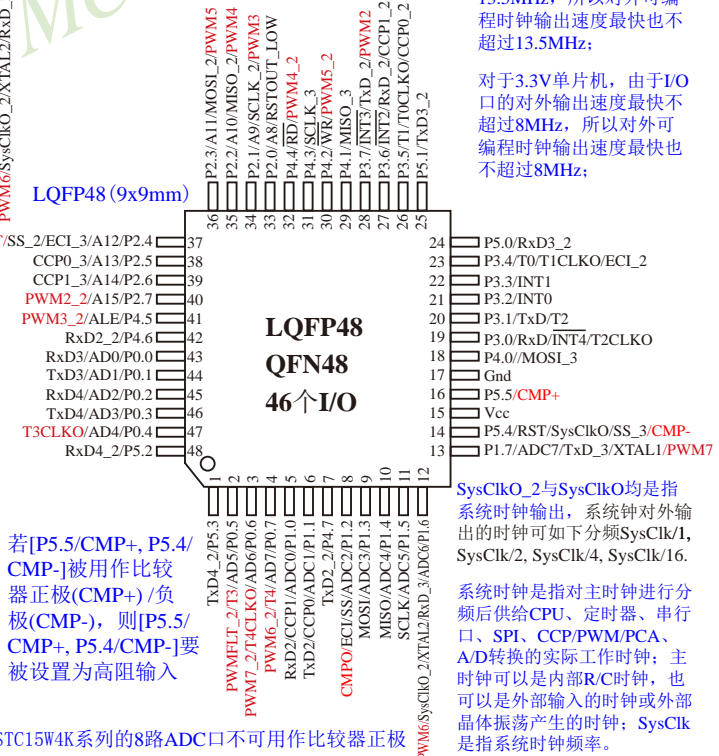 13.5MHz，所以对外可编
程时钟输出速度最快也不
超过13.5MHz；
对于3.3V单片机，由于I/O
口的对外输出速度最快不
超过8MHz，所以对外可
编程时钟输出速度最快也
不超过8MHz；
PWM6/SysClkO_2/XTAL2/RxD_
LQFP48(9x9mm)
P2.3/A11/MOSI_2/PWM5
P2.2/A10/MISO_2/PWM4
P2.1/A9/SCLK_2/PWM3
P2.0/A8/RSTOUT_LOW
P4.4/RD/PWM4_2
P4.3/SCLK_3
P4.2/WR/PWM5_2
P4.1/MISO_3
P3.7/INT3/TxD_2/PWM2
P3.6/INT2/RxD_2/CCP1_2
P3.5/T1/T0CLKO/CCP0_2
P5.1/TxD3_2
36 35 34 33 32 31 30 29 28 27 26 25
/SS_2/ECI_3/A12/P2.4 37
CCP0_3/A13/P2.5 38
CCP1_3/A14/P2.6 39
PWM2_2/A15/P2.7 40
PWM3_2/ALE/P4.5 41
RxD2_2/P4.6 42
RxD3/AD0/P0.0 43
TxD3/AD1/P0.1 44
RxD4/AD2/P0.2 45
TxD4/AD3/P0.3 46
T3CLKO/AD4/P0.4 47
RxD4_2/P5.2 48
LQFP48
QFN48
46个I/O
24 P5.0/RxD3_2
23 P3.4/T0/T1CLKO/ECI_2
22 P3.3/INT1
21 P3.2/INT0
20 P3.1/TxD/T2
19 P3.0/RxD/INT4/T2CLKO
18 P4.0//MOSI_3
17 Gnd
16 P5.5/CMP+
15 Vcc
14 P5.4/RST/SysClkO/SS_3/CMP-
13 P1.7/ADC7/TxD_3/XTAL1/PWM7
1 2 3 4 5 6 7 8 9 10 11 12
TxD4_2/P5.3
PWMFLT_2/T3/AD5/P0.5
PWM7_2/T4CLKO/AD6/P0.6
PWM6_2/T4/AD7/P0.7
RxD2/CCP1/ADC0/P1.0
TxD2/CCP0/ADC1/P1.1
TxD2_2/P4.7
CMPO/ECI/SS/ADC2/P1.2
MOSI/ADC3/P1.3
MISO/ADC4/P1.4
SCLK/ADC5/P1.5
PWM6/SysClkO_2/XTAL2/RxD_3/ADC6/P1.6
若[P5.5/CMP+, P5.4/
CMP-]被用作比较
器正极(CMP+) /负
极(CMP-)，则[P5.5/
CMP+, P5.4/CMP-]要
被设置为高阻输入
SysClkO_2与SysClkO均是指
系统时钟输出，系统钟对外输
出的时钟可如下分频SysClk/1,
SysClk/2, SysClk/4, SysClk/16.
系统时钟是指对主时钟进行分
频后供给CPU、定时器、串行
口、SPI、CCP/PWM/PCA、
A/D转换的实际工作时钟；主
时钟可以是内部R/C时钟，也
可以是外部输入的时钟或外部
晶体振荡产生的时钟；SysClk
是指系统时钟频率。
STC15W4K系列的8路ADC口不可用作比较器正极